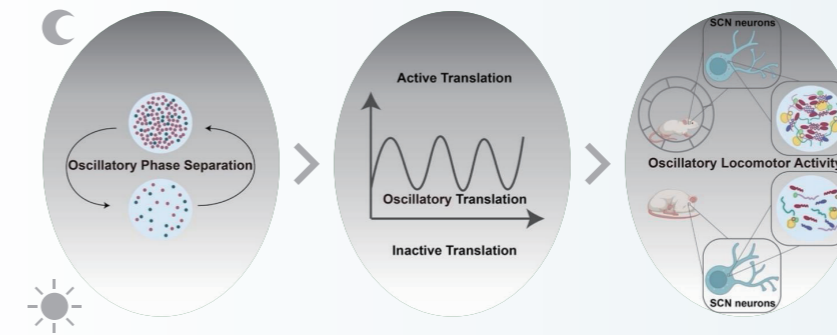 Oscillatory Phase Separation
Active Translation
Oscillatory Translation
Inactive Translation
SCN neurons
Oscillatory Locomotor Activity
SCN neurons